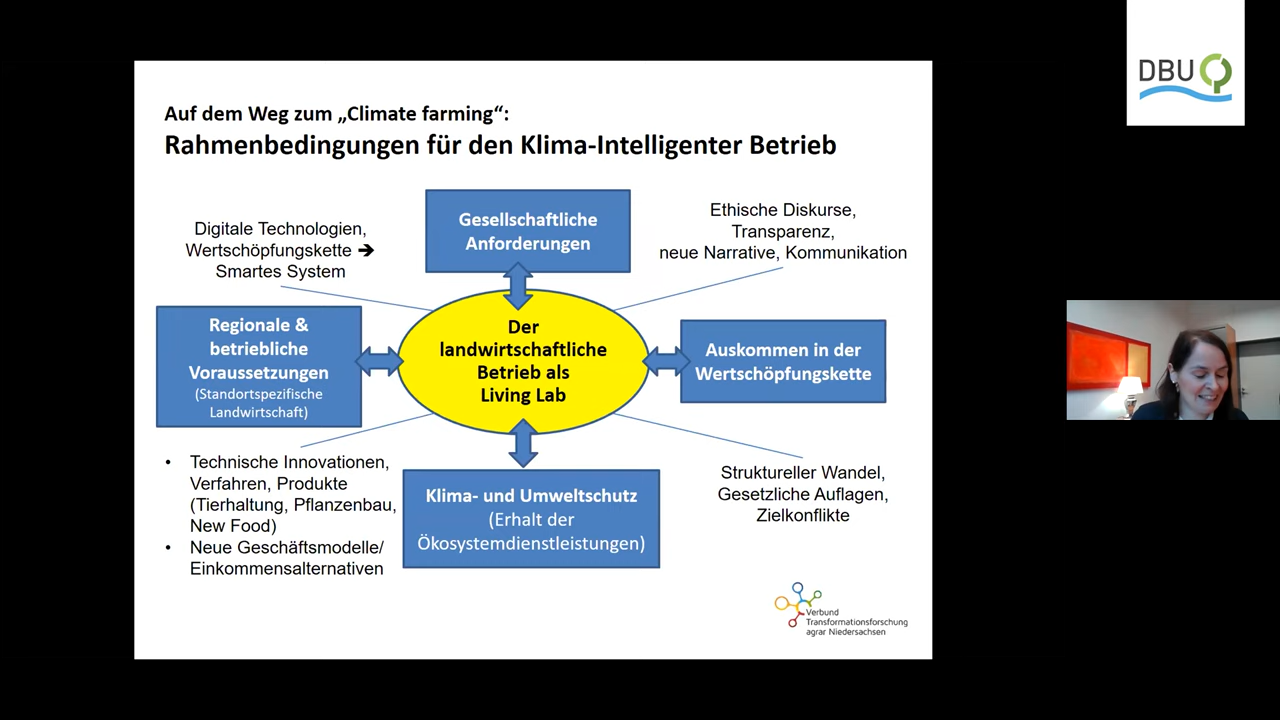 DBU
Auf dem Weg zum „Climate farming“:
Rahmenbedingungen für den Klima-Intelligenter Betrieb
Gesellschaftliche
Anforderungen
Digitale Technologien,
Wertschöpfungskette ➔
Smartes System
Ethische Diskurse,
Transparenz,
neue Narrative, Kommunikation
Regionale &
betriebliche
Voraussetzungen
(Standortspezifische
Landwirtschaft)
Der
landwirtschaftliche
Betrieb als
Living Lab
Auskommen in der
Wertschöpfungskette
• Technische Innovationen,
Verfahren, Produkte
(Tierhaltung, Pflanzenbau,
New Food)
• Neue Geschäftsmodelle/
Einkommensalternativen
Klima- und Umweltschutz
(Erhalt der
Ökosystemdienstleistungen)
Struktureller Wandel,
Gesetzliche Auflagen,
Zielkonflikte
Verbund
Transformationsforschung
agrar Niedersachsen